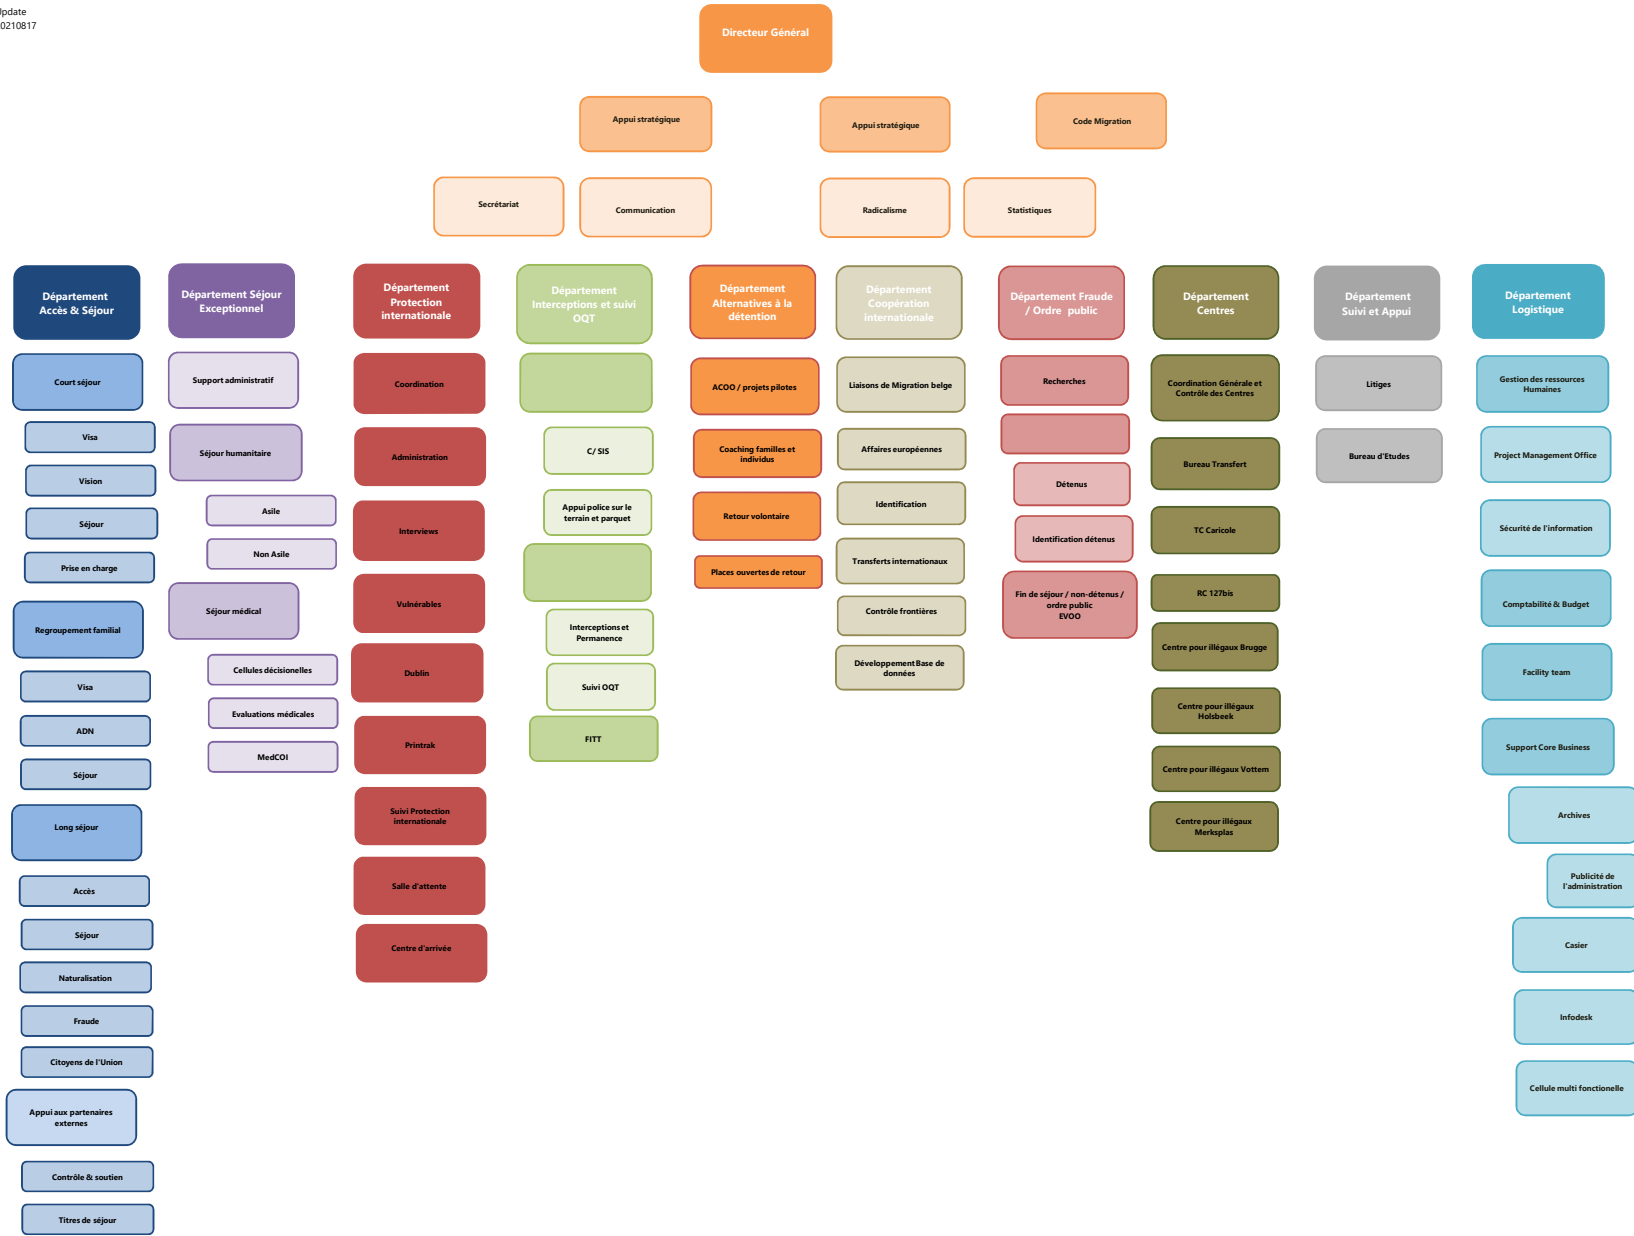 Update
0210817
Directeur Général
Appui stratégique
Appui stratégique
Code Migration
Secrétariat
Communication
Radicalisme
Statistiques
Département
Accès & Séjour
Court séjour
Visa
Vision
Séjour
Prise en charge
Regroupement familial
Visa
ADN
Séjour
Long séjour
Accès
Séjour
Naturalisation
Fraude
Citoyens de l'Union
Appui aux partenaires
externes
Contrôle & soutien
Titres de séjour
Département Séjour
Exceptionnel
Support administratif
Séjour humanitaire
Asile
Non Asile
Séjour médical
Cellules décisionelles
Evaluations médicales
MedCOI
Département
Protection
internationale
Coordination
Administration
Interviews
Vulnérables
Dublin
Printrak
Suivi Protection
internationale
Salle d'attente
Centre d'arrivée
Département
Interceptions et suivi
OQT
C/ SIS
Appui police sur le
terrain et parquet
Interceptions et
Permanence
Suivi OQT
FITT
Département
Alternatives à la
détention
ACOO / projets pilotes
Coaching familles et
individus
Retour volontaire
Places ouvertes de retour
Département
Coopération
internationale
Liaisons de Migration belge
Affaires européennes
Identification
Transferts internationaux
Contrôle frontières
Développement Base de
données
Département Fraude
/ Ordre public
Recherches
Détenus
Identification détenus
Fin de séjour / non-détenus /
ordre public
EVOO
Département
Centres
Coordination Générale et
Contrôle des Centres
Bureau Transfert
TC Caricole
RC 127bis
Centre pour illégaux Brugge
Centre pour illégaux
Holsbeek
Centre pour illégaux Vottem
Centre pour illégaux
Merksplas
Département
Suivi et Appui
Litiges
Bureau d'Etudes
Département
Logistique
Gestion des ressources
Humaines
Project Management Office
Sécurité de l'information
Comptabilité & Budget
Facility team
Support Core Business
Archives
Publicité de
l'administration
Casier
Infodesk
Cellule multi fonctionelle